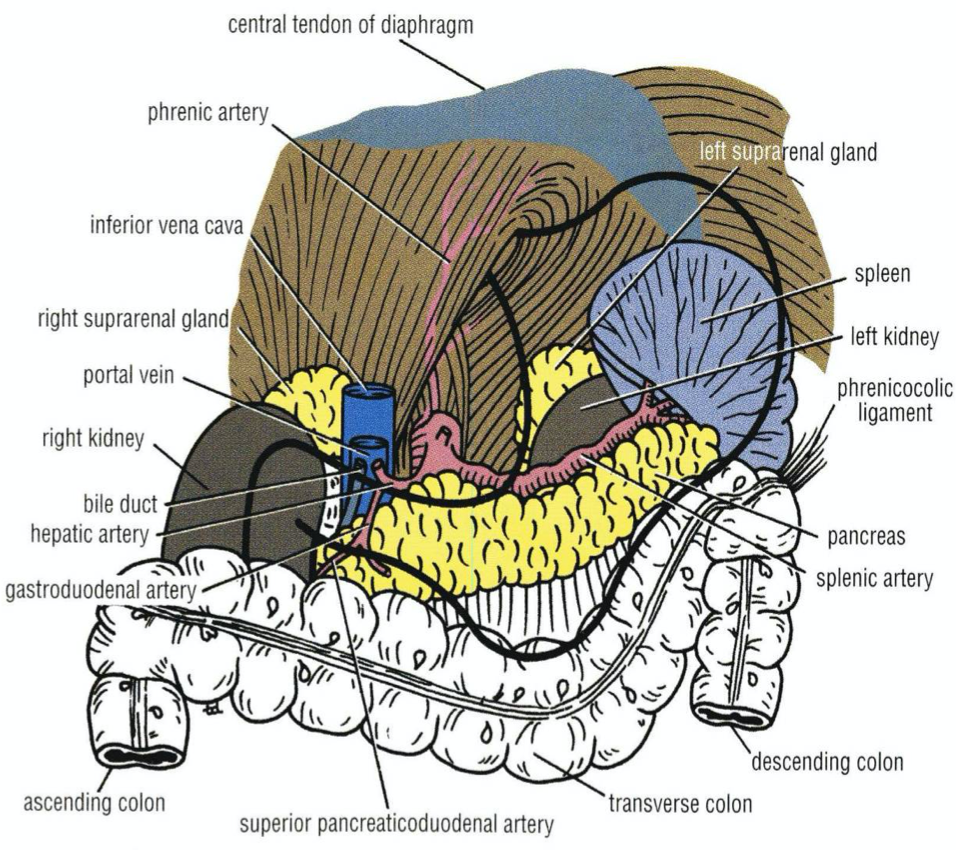 central tendon of diaphragm
phrenic artery
left suprarenal gland
inferior vena cava
spleen
right suprarenal gland
left kidney
portal vein
phrenicocolic
ligament
right kidney
bile duct
hepatic artery
pancreas
splenic artery
gastroduodenal artery
descending colon
ascending colon
transverse colon
superior pancreaticoduodenal artery